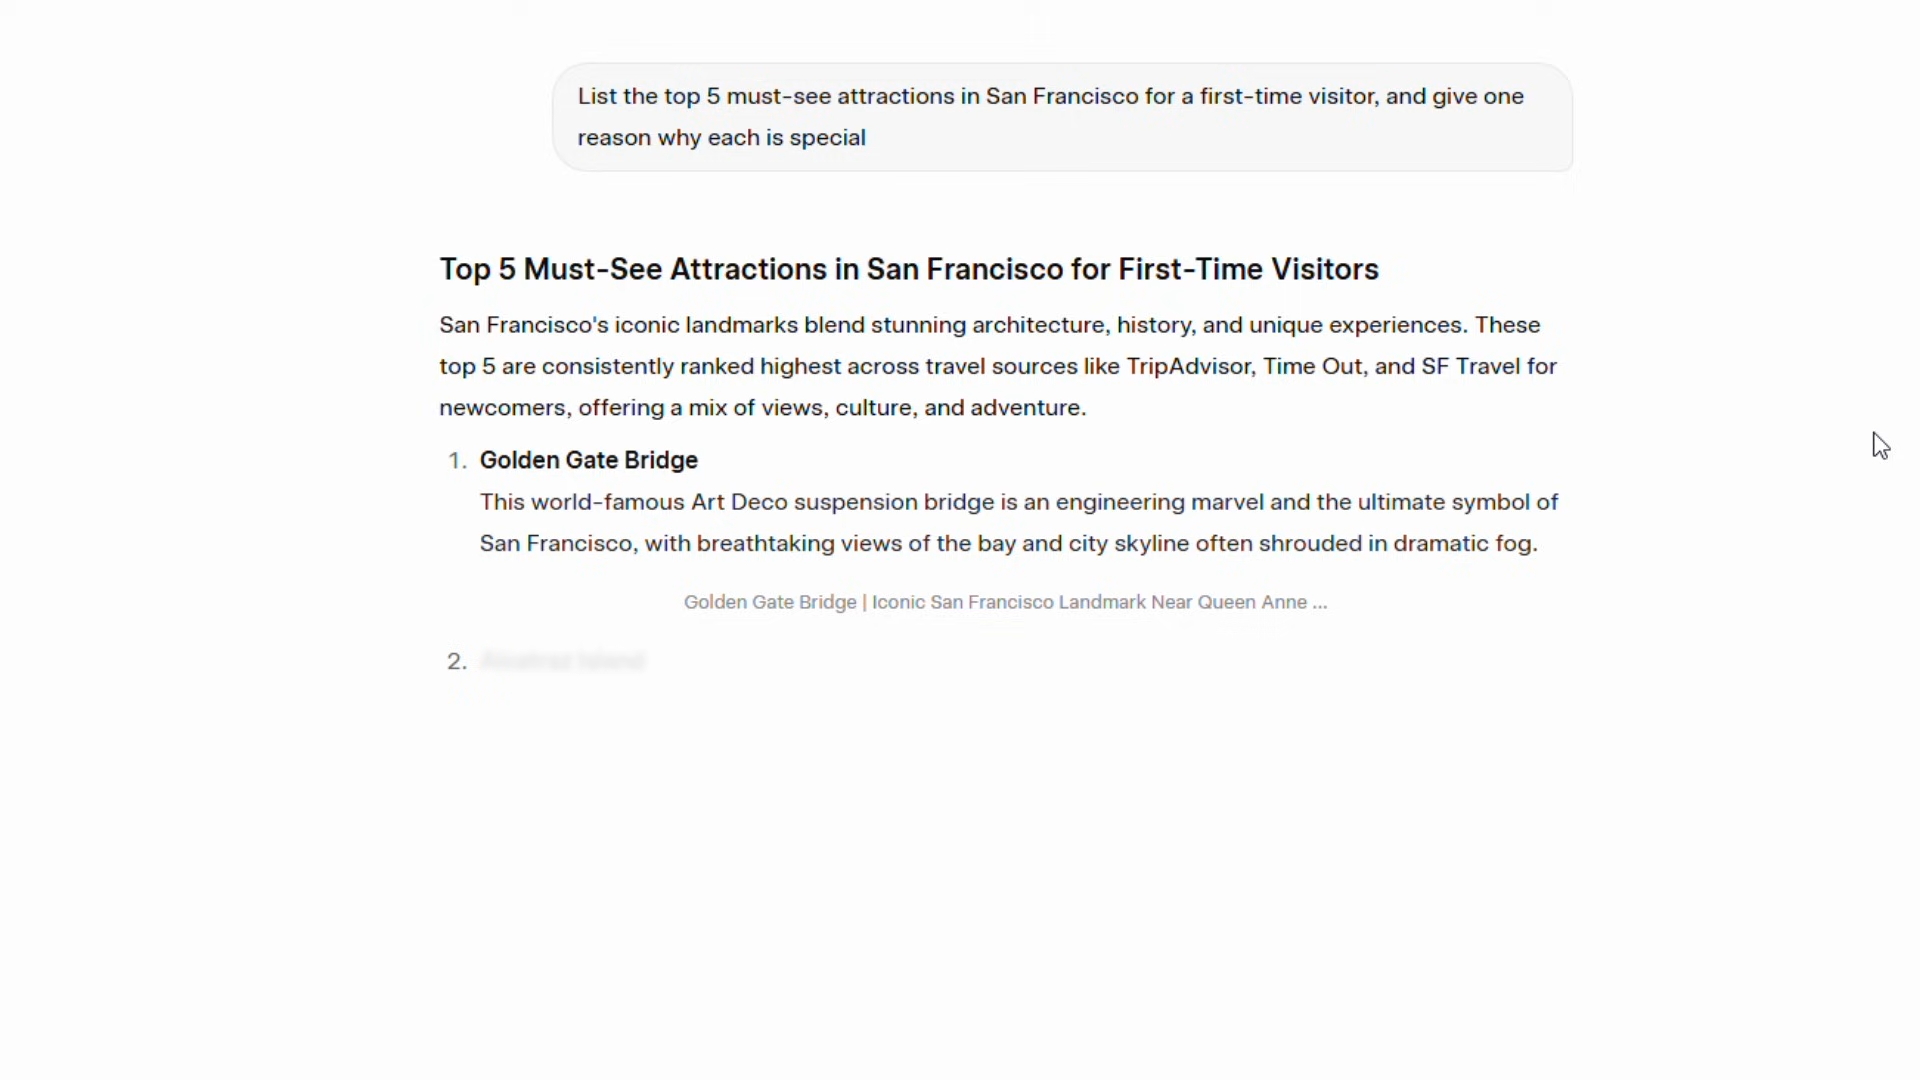 List the top 5 must-see attractions in San Francisco for a first-time visitor, and give one
reason why each is special
Top 5 Must-See Attractions in San Francisco for First-Time Visitors
San Francisco's iconic landmarks blend stunning architecture, history, and unique experiences. These
top 5 are consistently ranked highest across travel sources like TripAdvisor, Time Out, and SF Travel for
newcomers, offering a mix of views, culture, and adventure.
1. Golden Gate Bridge
This world-famous Art Deco suspension bridge is an engineering marvel and the ultimate symbol of
San Francisco, with breathtaking views of the bay and city skyline often shrouded in dramatic fog.
Golden Gate Bridge | Iconic San Francisco Landmark Near Queen Anne ...
2.